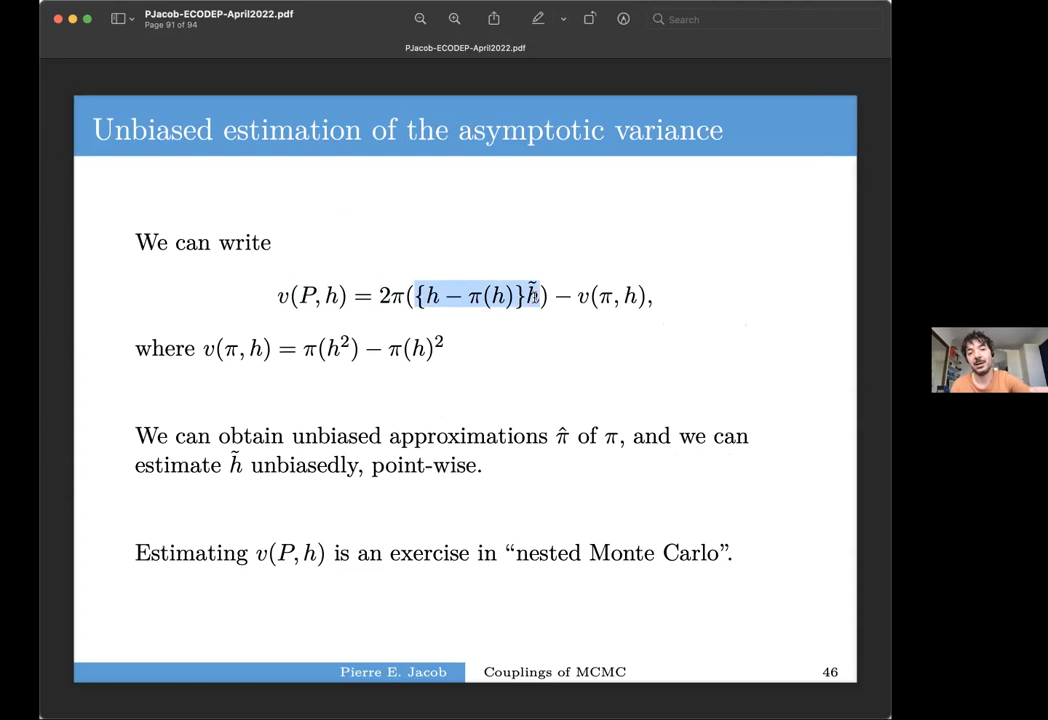 PJacob-ECODEP-April2022.pdf
Page 91 of 94
Search
PJacob-ECODEP-April2022.pdf
Unbiased estimation of the asymptotic variance
We can write
v(P, h) = 2π({h − π(h)}h̃) − v(π, h),
where v(π, h) = π(h²) − π(h)²
We can obtain unbiased approximations π̂ of π, and we can
estimate h̃ unbiasedly, point-wise.
Estimating v(P, h) is an exercise in “nested Monte Carlo”.
Pierre E. Jacob Couplings of MCMC 46